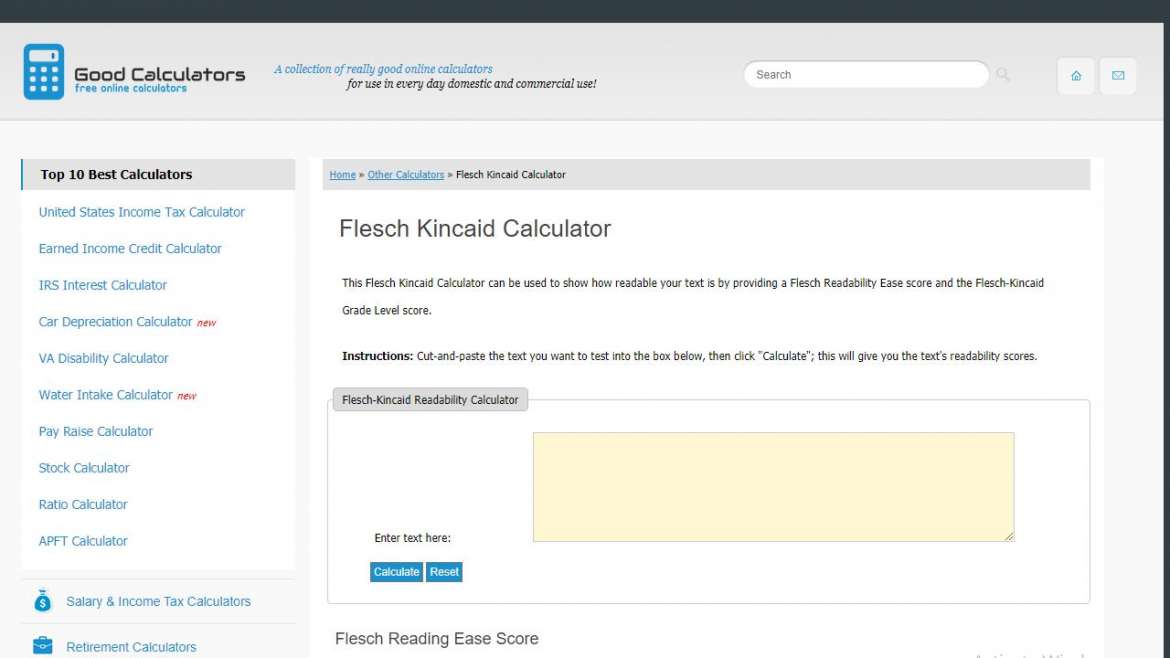 Good Calculators
free online calculators
A collection of really good online calculators
for use in every day domestic and commercial use!
Search
Top 10 Best Calculators
United States Income Tax Calculator
Earned Income Credit Calculator
IRS Interest Calculator
Car Depreciation Calculator new
VA Disability Calculator
Water Intake Calculator new
Pay Raise Calculator
Stock Calculator
Ratio Calculator
APFT Calculator
Salary & Income Tax Calculators
Retirement Calculators
Home » Other Calculators » Flesch Kincaid Calculator
Flesch Kincaid Calculator
This Flesch Kincaid Calculator can be used to show how readable your text is by providing a Flesch Readability Ease score and the Flesch-Kincaid
Grade Level score.
Instructions: Cut-and-paste the text you want to test into the box below, then click "Calculate"; this will give you the text's readability scores.
Flesch-Kincaid Readability Calculator
Enter text here:
Calculate Reset
Flesch Reading Ease Score